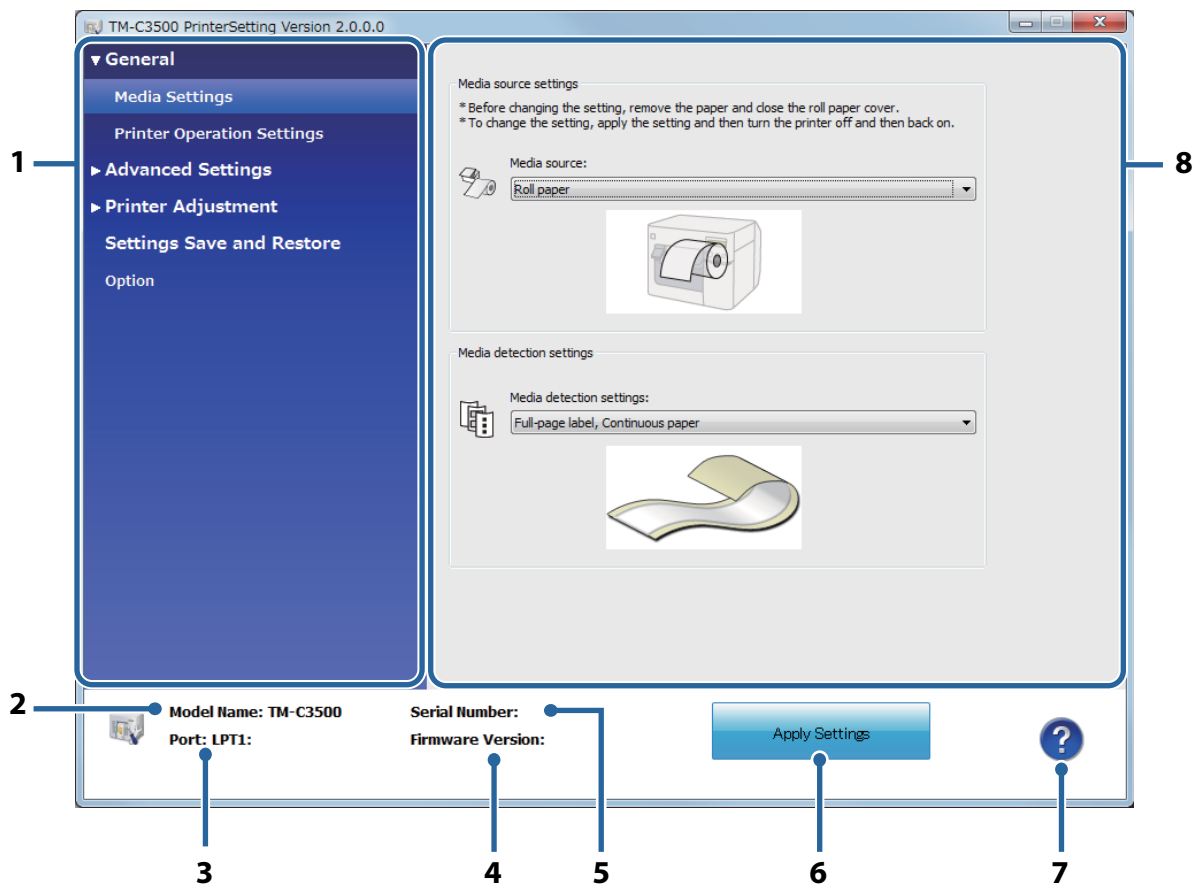 TM-C3500 PrinterSetting Version 2.0.0.0
General
Media Settings
Printer Operation Settings
Advanced Settings
Printer Adjustment
Settings Save and Restore
Option
1
Media source settings
* Before changing the setting, remove the paper and close the roll paper cover.
* To change the setting, apply the setting and then turn the printer off and then back on.
Media source:
Roll paper
8
Media detection settings
Media detection settings:
Full-page label, Continuous paper
2
Model Name: TM-C3500
Serial Number:
Port: LPT1:
Firmware Version:
Apply Settings
?
3
4
5
6
7